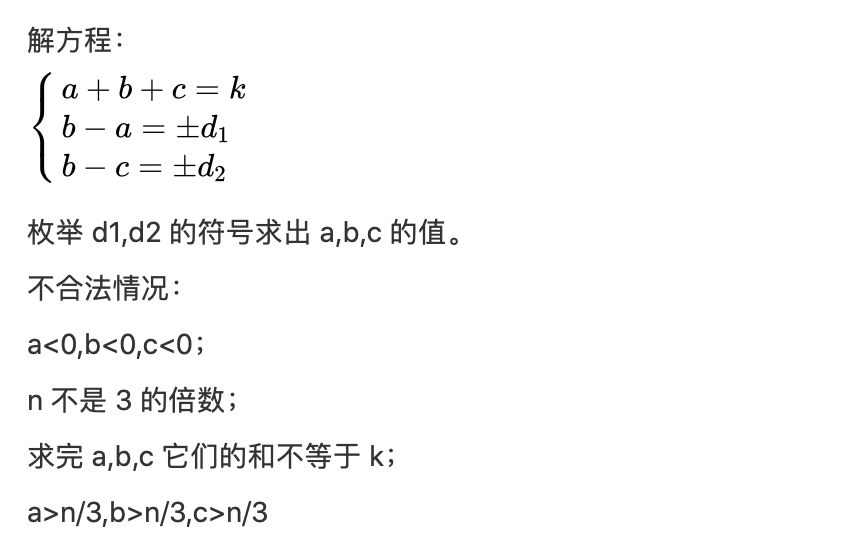 解方程：
a + b + c = k
b − a = ±d₁
b − c = ±d₂
枚举 d1,d2 的符号求出 a,b,c 的值。
不合法情况：
a<0,b<0,c<0；
n 不是 3 的倍数；
求完 a,b,c 它们的和不等于 k；
a>n/3,b>n/3,c>n/3